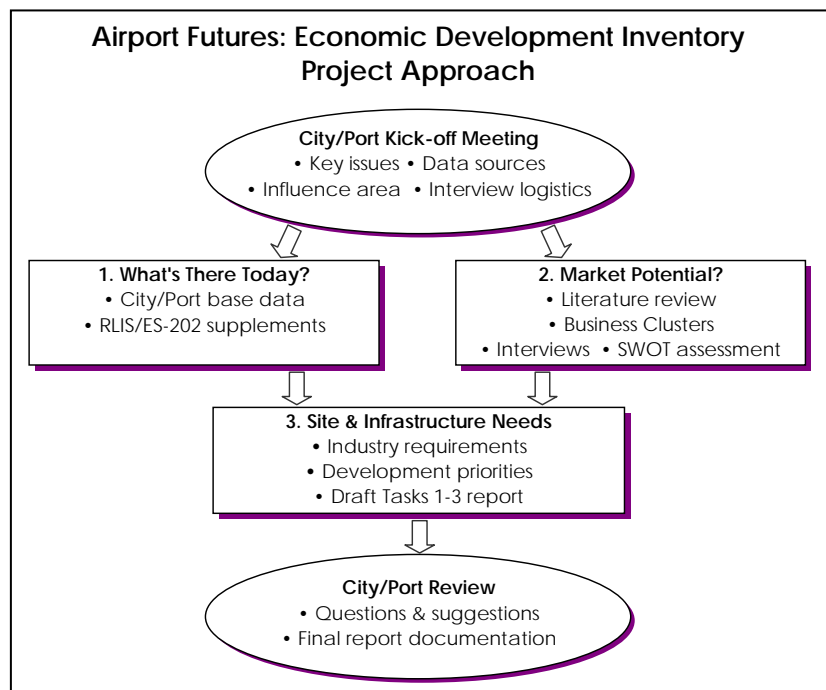 Airport Futures: Economic Development Inventory
Project Approach
City/Port Kick-off Meeting
• Key issues • Data sources
• Influence area • Interview logistics
1. What's There Today?
• City/Port base data
• RLIS/ES-202 supplements
2. Market Potential?
• Literature review
• Business Clusters
• Interviews • SWOT assessment
3. Site & Infrastructure Needs
• Industry requirements
• Development priorities
• Draft Tasks 1-3 report
City/Port Review
• Questions & suggestions
• Final report documentation